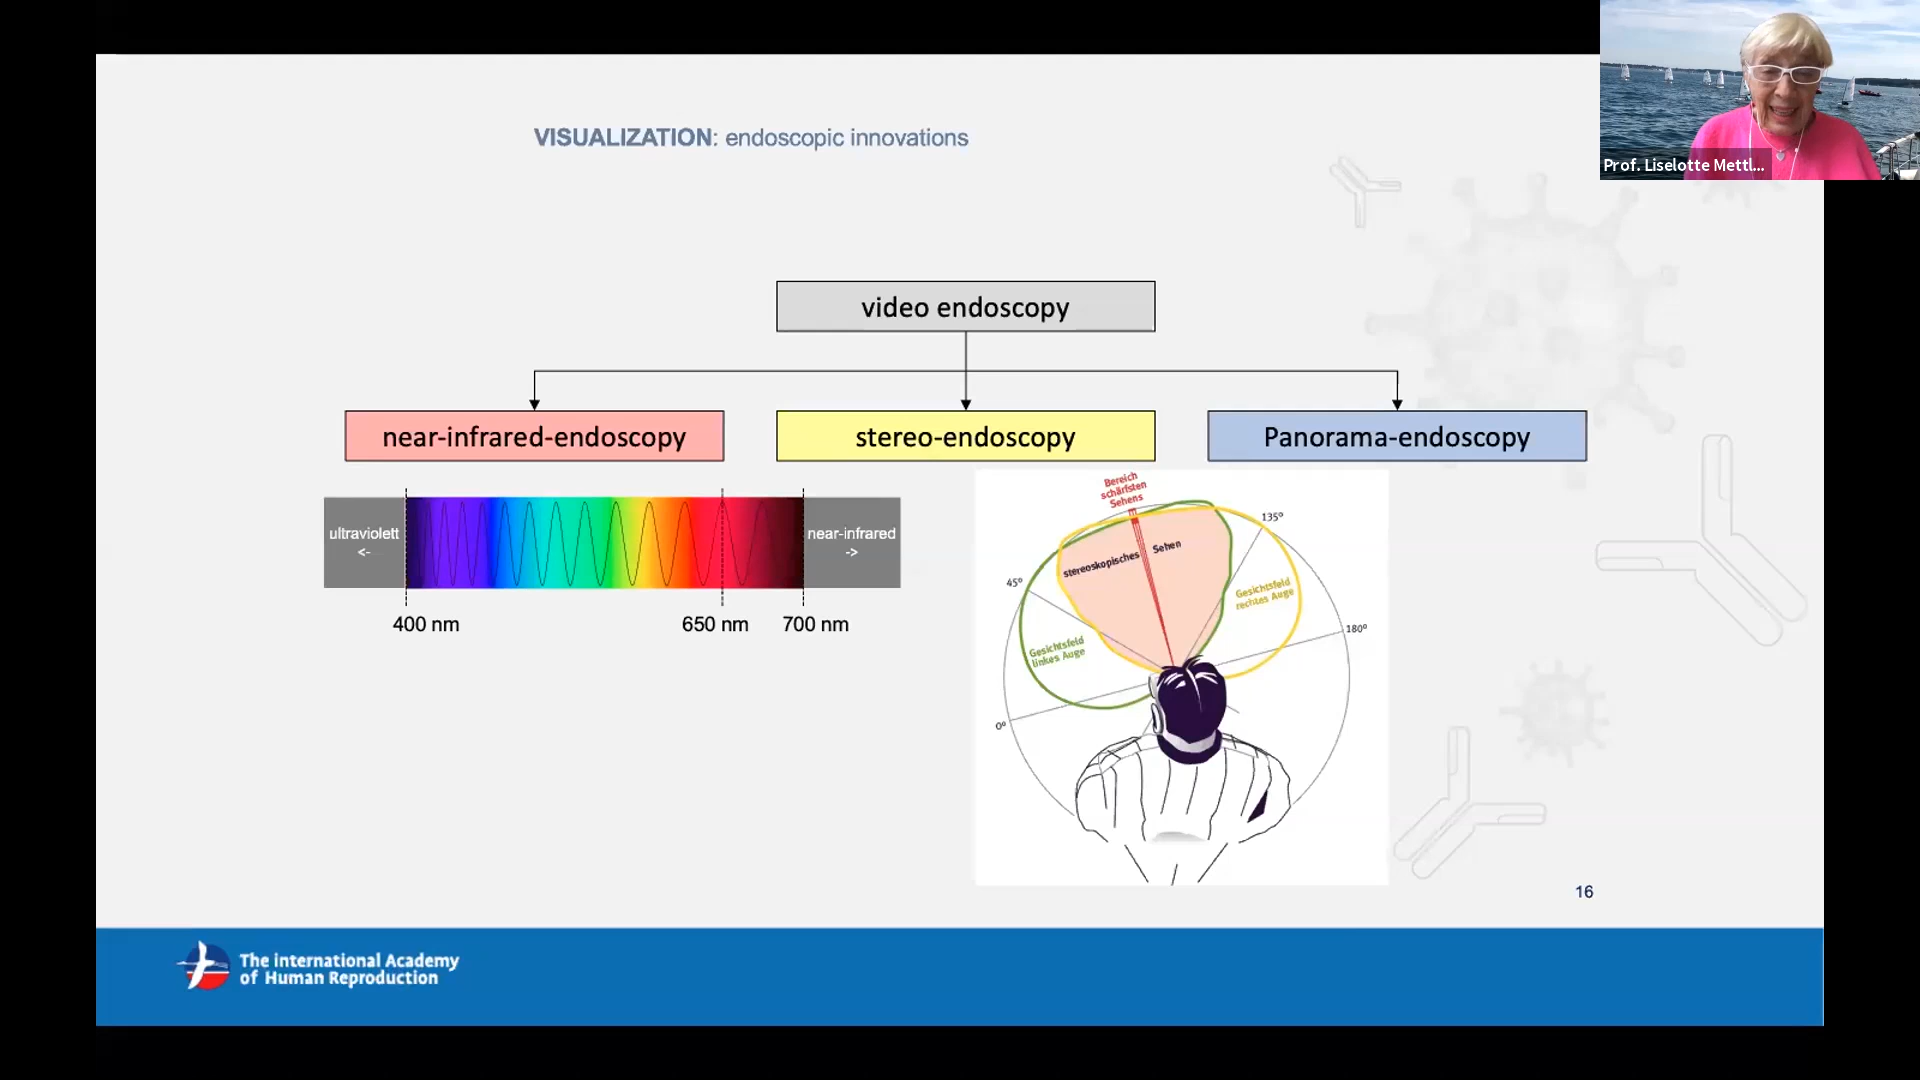 Prof. Liselotte Mettl...
VISUALIZATION: endoscopic innovations
video endoscopy
near-infrared-endoscopy
stereo-endoscopy
Panorama-endoscopy
ultraviolett
<-
near-infrared
->
400 nm
650 nm
700 nm
Bereich
schärfsten
Sehens
135°
stereoskopisches
Sehen
45°
Gesichtsfeld
rechtes Auge
Gesichtsfeld
linkes Auge
180°
0°
16
The international Academy
of Human Reproduction